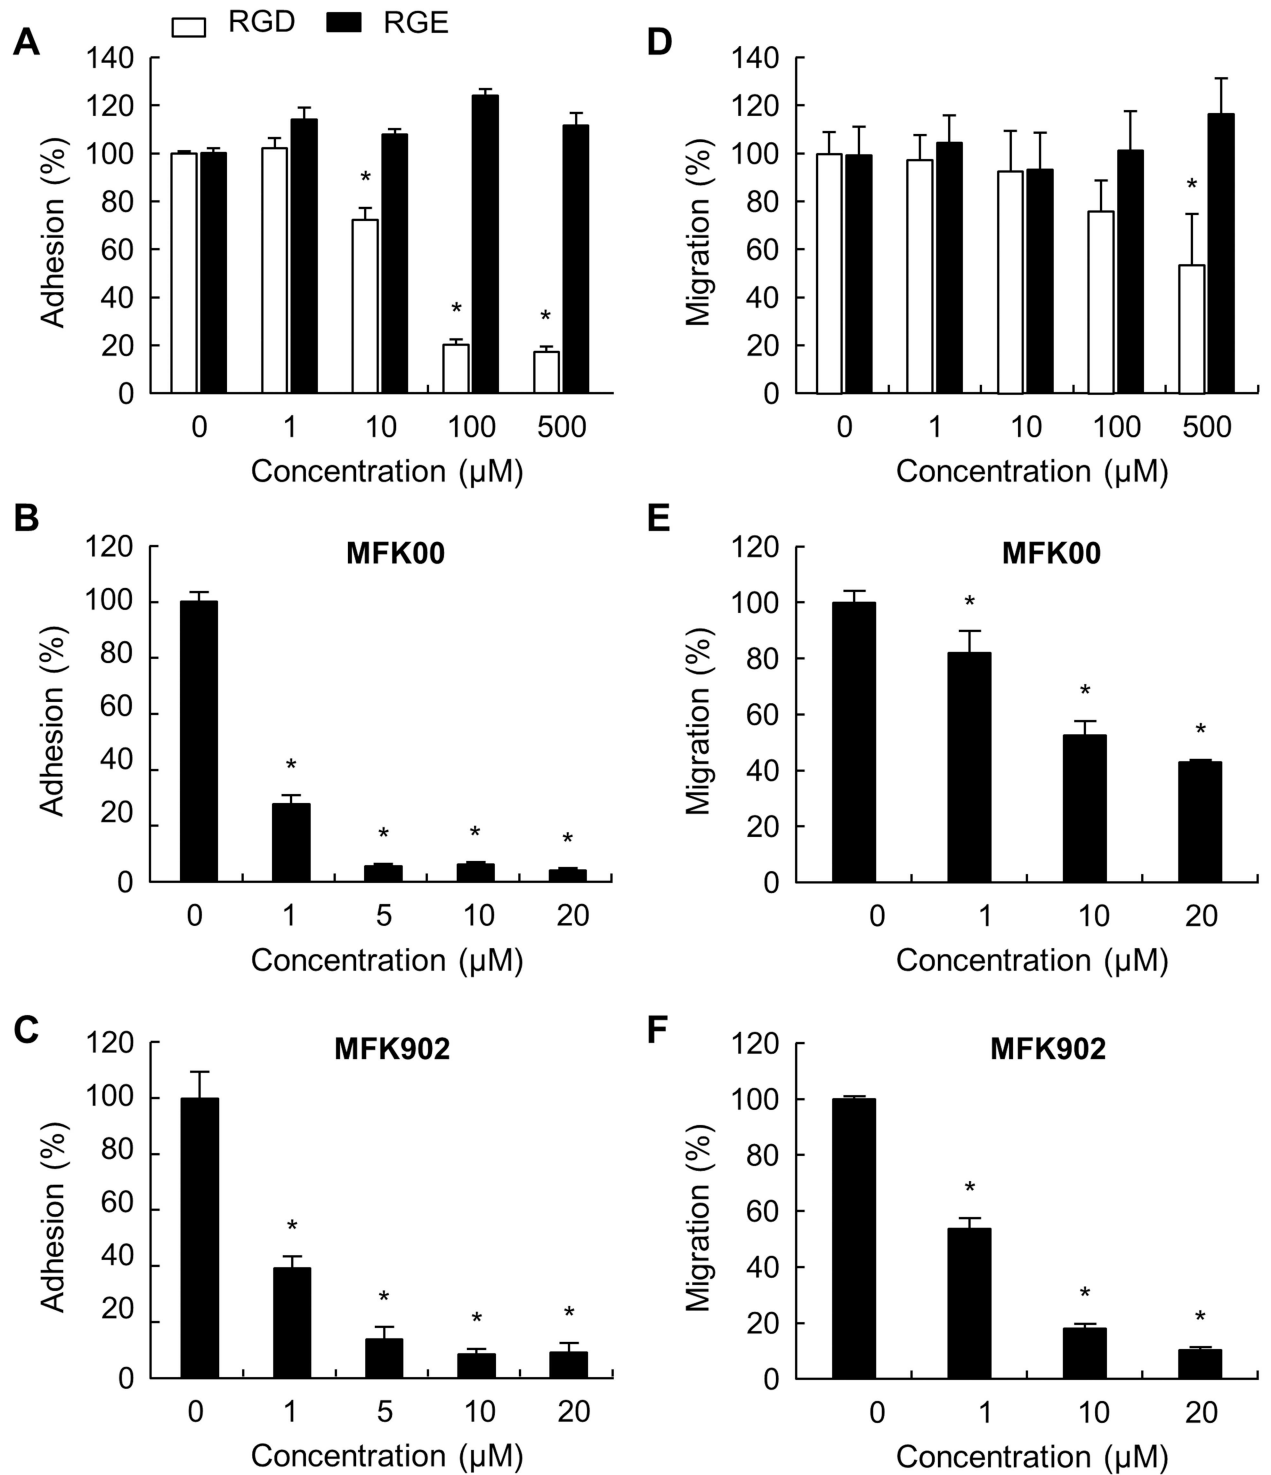 RGD RGE
A
140
120
100
80
60
40
20
0
Adhesion (%)
*
*
*
0 1 10 100 500
Concentration (μM)
D
140
120
100
80
60
40
20
0
Migration (%)
*
0 1 10 100 500
Concentration (μM)
B
MFK00
120
100
80
60
40
20
0
Adhesion (%)
*
*
*
*
0 1 5 10 20
Concentration (μM)
E
MFK00
120
100
80
60
40
20
0
Migration (%)
*
*
*
0 1 10 20
Concentration (μM)
C
MFK902
120
100
80
60
40
20
0
Adhesion (%)
*
*
*
*
0 1 5 10 20
Concentration (μM)
F
MFK902
120
100
80
60
40
20
0
Migration (%)
*
*
*
0 1 10 20
Concentration (μM)